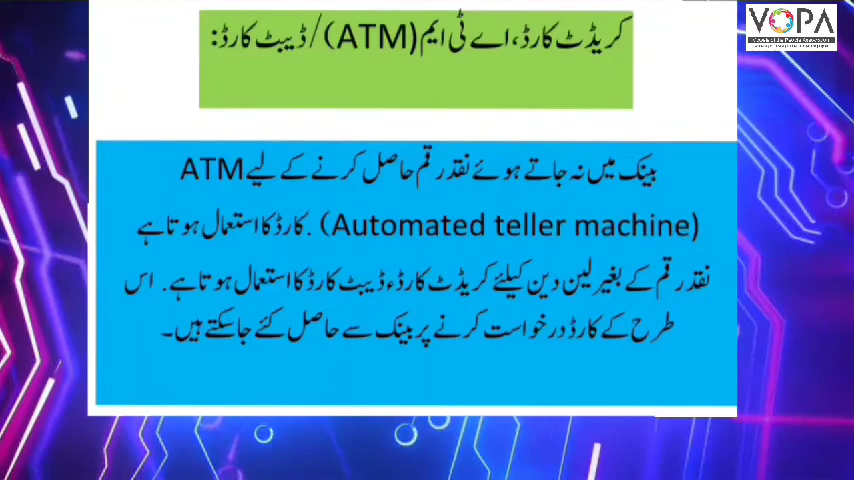 VOPA
کریڈٹ کارڈ، اے ٹی ایم (ATM)/ ڈیبٹ کارڈ:
بینک میں نہ جاتے ہوئے نقد رقم حاصل کرنے کے لیے ATM
(Automated teller machine) کارڈ کا استعمال ہوتا ہے.
نقد رقم کے بغیر لین دین کیلئے کریڈٹ کارڈ، ڈیبٹ کارڈ کا استعمال ہوتا ہے. اس
طرح کے کارڈ درخواست کرنے پر بینک سے حاصل کئے جاسکتے ہیں۔